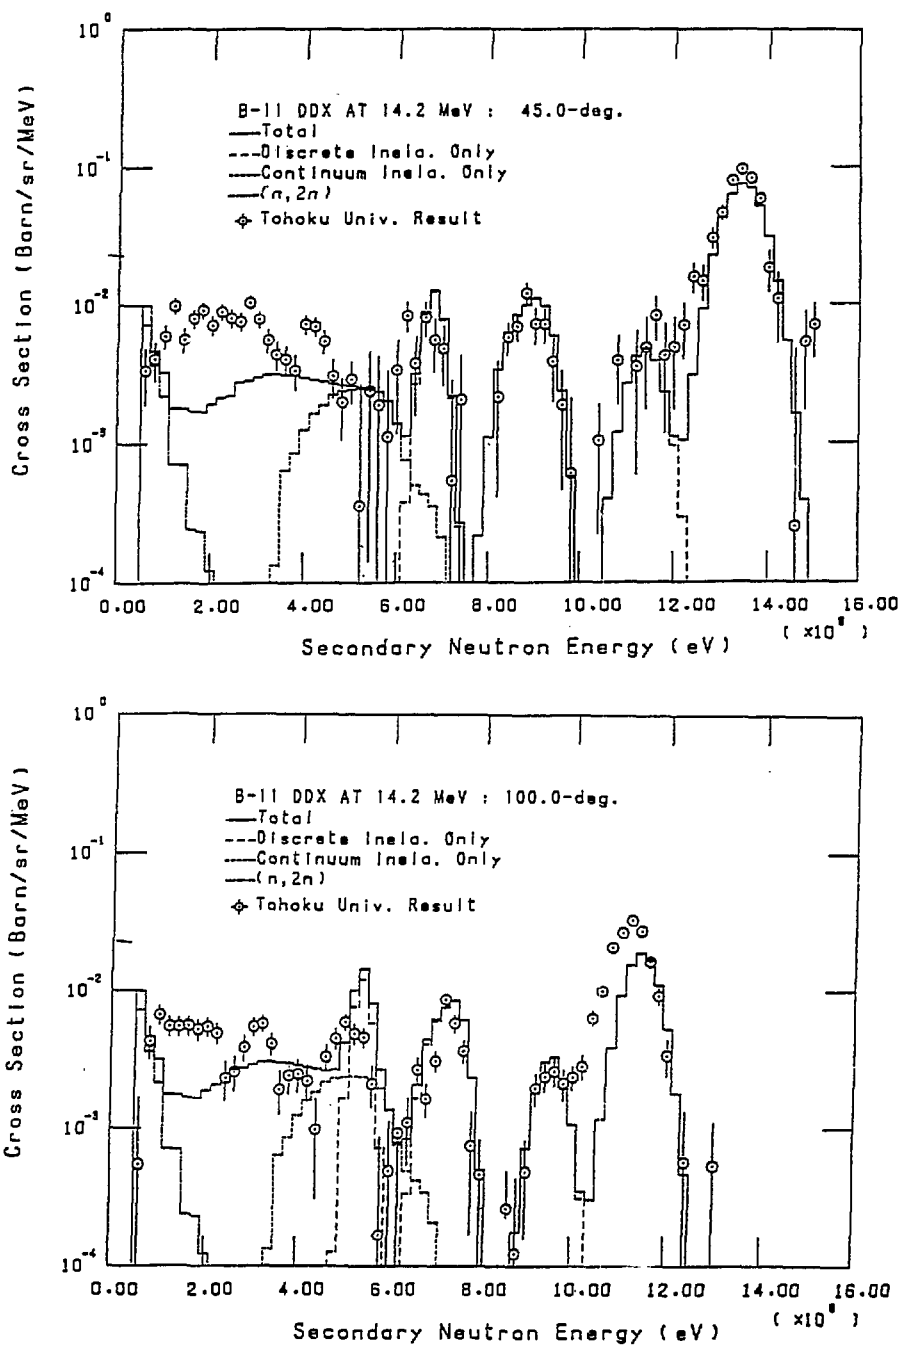 10⁰
B-11 DDX AT 14.2 MeV : 45.0-deg.
Total
Discrete Inela. Only
Continuum Inela. Only
(n,2n)
Tohoku Univ. Result
10⁻¹
10⁻²
10⁻³
10⁻⁴
Cross Section (Barn/sr/MeV)
0.00 2.00 4.00 6.00 8.00 10.00 12.00 14.00 16.00
(×10⁶)
Secondary Neutron Energy (eV)
10⁰
B-11 DDX AT 14.2 MeV : 100.0-deg.
Total
Discrete Inela. Only
Continuum Inela. Only
(n,2n)
Tohoku Univ. Result
10⁻¹
10⁻²
10⁻³
10⁻⁴
Cross Section (Barn/sr/MeV)
0.00 2.00 4.00 6.00 8.00 10.00 12.00 14.00 16.00
(×10⁶)
Secondary Neutron Energy (eV)